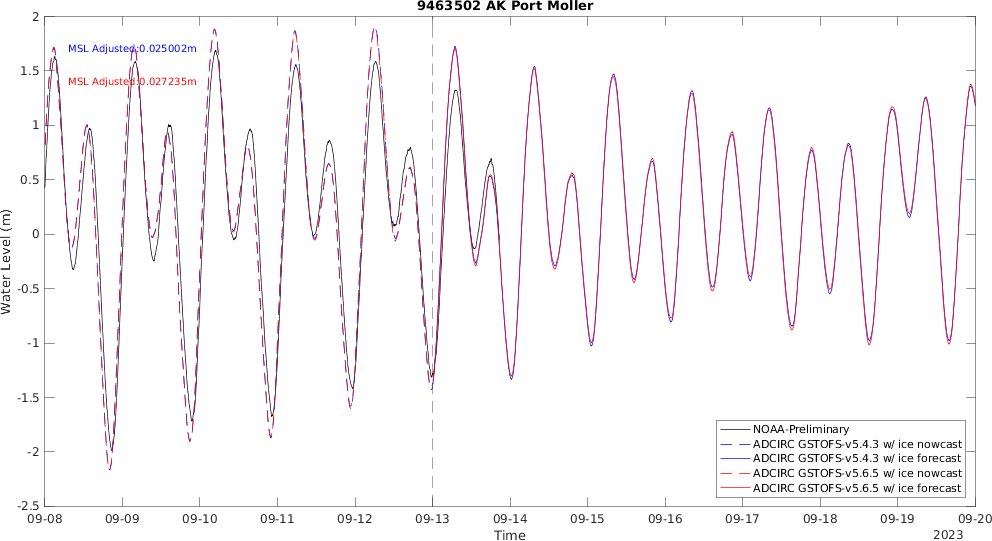 9463502 AK Port Moller
MSL Adjusted:0.025002m
MSL Adjusted:0.027235m
2
1.5
1
0.5
0
-0.5
-1
-1.5
-2
-2.5
Water Level (m)
NOAA-Preliminary
ADCIRC GSTOFS-v5.4.3 w/ ice nowcast
ADCIRC GSTOFS-v5.4.3 w/ ice forecast
ADCIRC GSTOFS-v5.6.5 w/ ice nowcast
ADCIRC GSTOFS-v5.6.5 w/ ice forecast
09-08 09-09 09-10 09-11 09-12 09-13 09-14 09-15 09-16 09-17 09-18 09-19 09-20
Time
2023